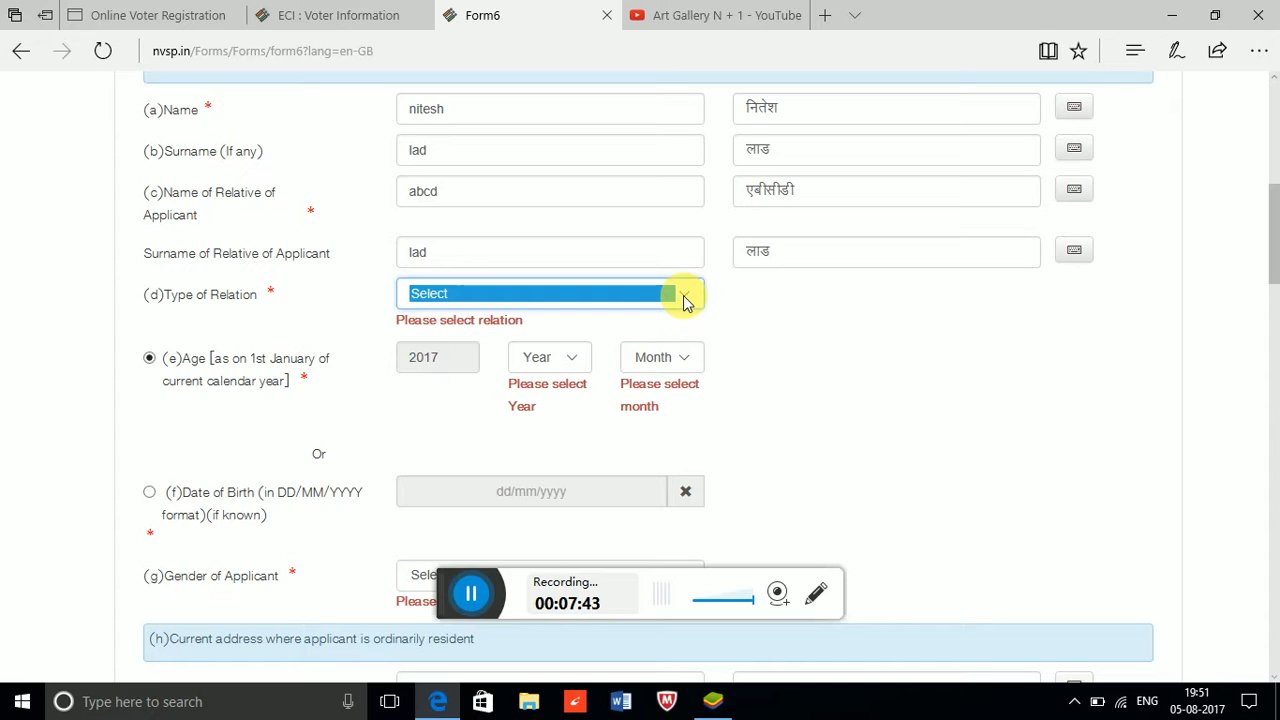 Online Voter Registration
ECI : Voter Information
Form6
Art Gallery N + 1 - YouTube
nvsp.in/Forms/Forms/form6?lang=en-GB
(a)Name * nitesh नितेश
(b)Surname (If any) lad लाड
(c)Name of Relative of
Applicant * abcd एबीसीडी
Surname of Relative of Applicant lad लाड
(d)Type of Relation * Select
Please select relation
(e)Age [as on 1st January of
current calendar year] * 2017 Year Month
Please select
Year
Please select
month
Or
(f)Date of Birth (in DD/MM/YYYY
format)(if known)
* dd/mm/yyyy
(g)Gender of Applicant *
Recording...
00:07:43
(h)Current address where applicant is ordinarily resident
Type here to search
ENG
19:51
05-08-2017